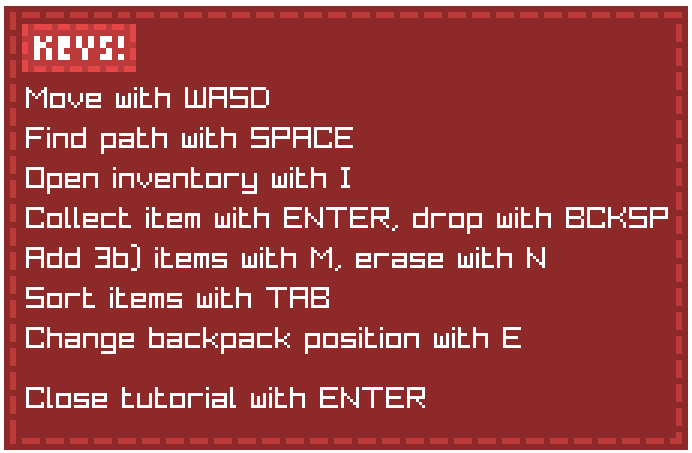 KEYS!
Move with WASD
Find path with SPACE
Open inventory with I
Collect item with ENTER, drop with BCKSP
Add 3b) items with M, erase with N
Sort items with TAB
Change backpack position with E
Close tutorial with ENTER